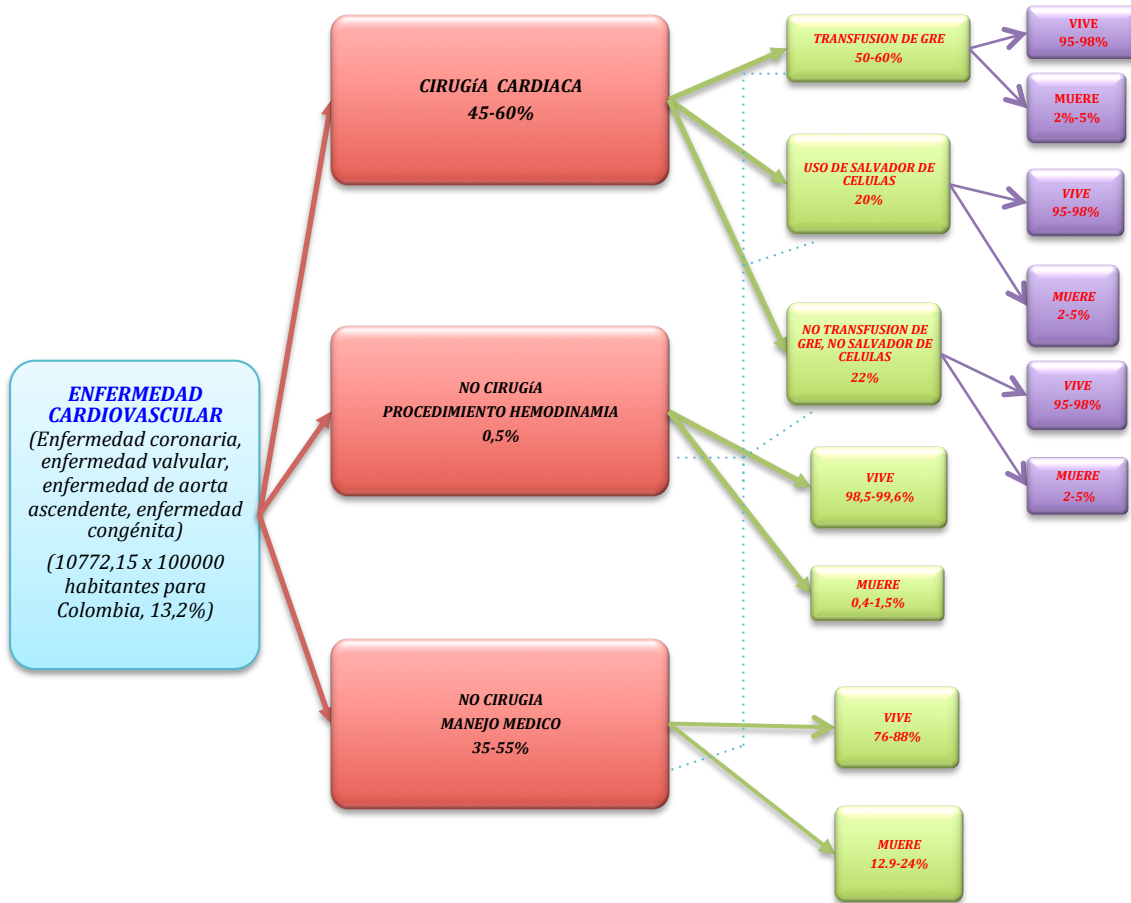 ENFERMEDAD
CARDIOVASCULAR
(Enfermedad coronaria,
enfermedad valvular,
enfermedad de aorta
ascendente, enfermedad
congénita)
(10772,15 x 100000
habitantes para
Colombia, 13,2%)
CIRUGíA CARDIACA
45-60%
NO CIRUGíA
PROCEDIMIENTO HEMODINAMIA
0,5%
NO CIRUGIA
MANEJO MEDICO
35-55%
TRANSFUSION DE GRE
50-60%
USO DE SALVADOR DE
CELULAS
20%
NO TRANSFUSION DE
GRE, NO SALVADOR DE
CELULAS
22%
VIVE
98,5-99,6%
MUERE
0,4-1,5%
VIVE
76-88%
MUERE
12.9-24%
VIVE
95-98%
MUERE
2%-5%
VIVE
95-98%
MUERE
2-5%
VIVE
95-98%
MUERE
2-5%